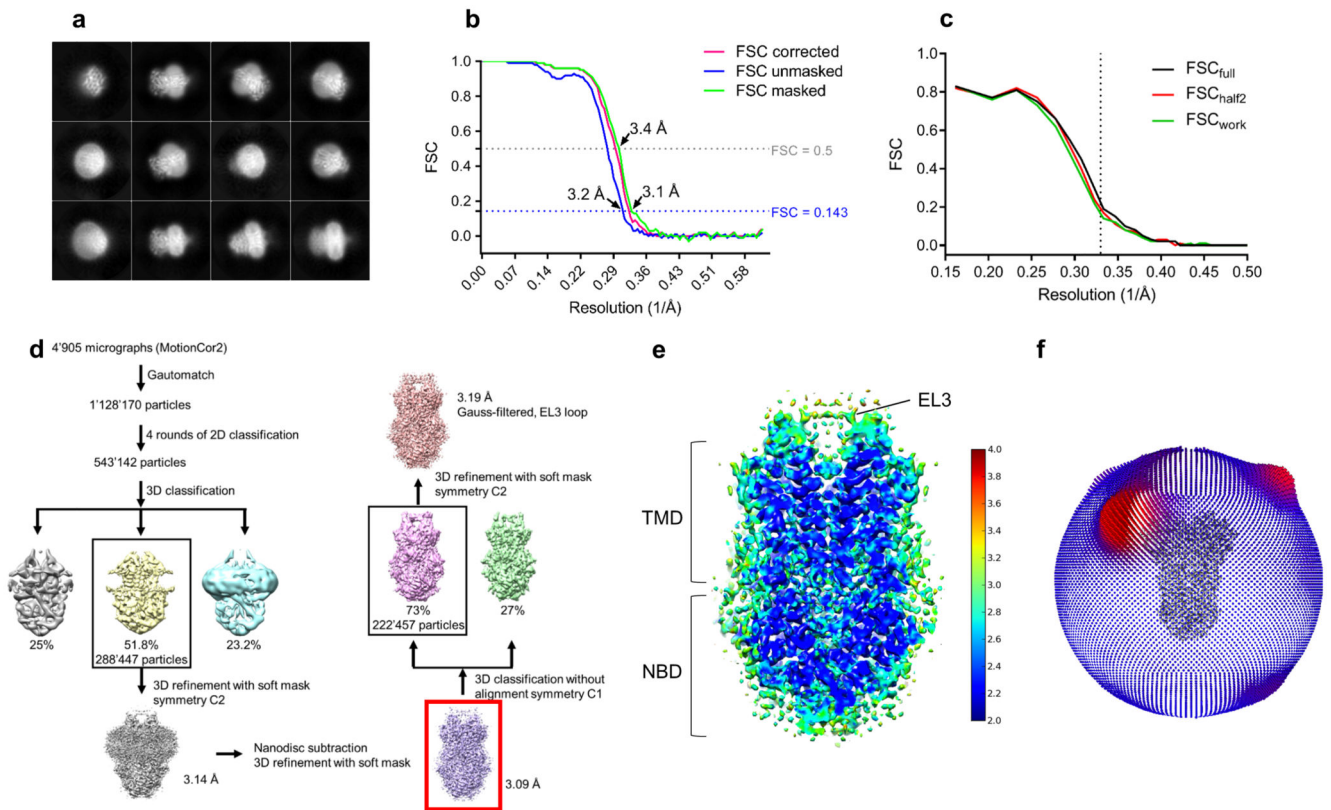 a
b
FSC corrected
FSC unmasked
FSC masked
1.0
0.8
0.6
0.4
0.2
0.0
FSC
3.4 Å
3.2 Å
3.1 Å
FSC = 0.5
FSC = 0.143
0.00
0.07
0.14
0.22
0.29
0.36
0.43
0.51
0.58
Resolution (1/Å)
c
FSCfull
FSChalf2
FSCwork
1.0
0.8
0.6
0.4
0.2
0.0
FSC
0.15
0.20
0.25
0.30
0.35
0.40
0.45
0.50
Resolution (1/Å)
d
4'905 micrographs (MotionCor2)
Gautomatch
1'128'170 particles
4 rounds of 2D classification
543'142 particles
3D classification
25%
51.8%
288'447 particles
23.2%
3D refinement with soft mask
symmetry C2
3.14 Å
Nanodisc subtraction
3D refinement with soft mask
3.09 Å
3D classification without
alignment symmetry C1
73%
222'457 particles
27%
3D refinement with soft mask
symmetry C2
3.19 Å
Gauss-filtered, EL3 loop
e
EL3
TMD
NBD
4.0
3.8
3.6
3.4
3.2
3.0
2.8
2.6
2.4
2.2
2.0
f